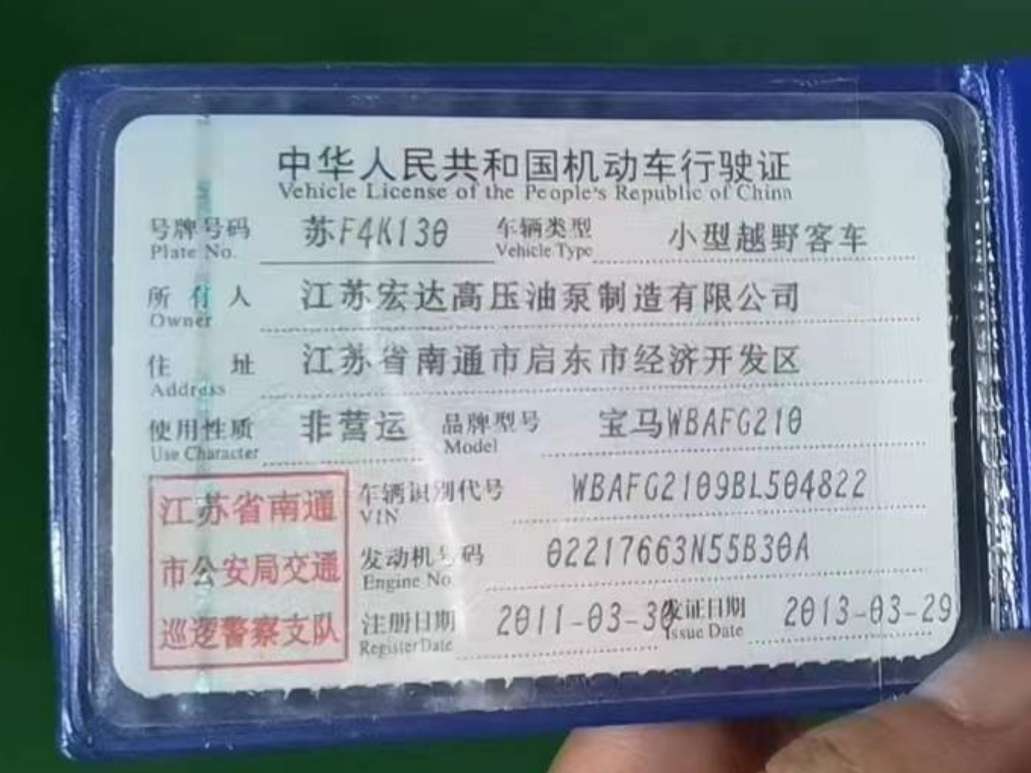 中华人民共和国机动车行驶证
Vehicle License of the People's Republic of China
号牌号码 苏F4K130 车辆类型 小型越野客车
Plate No. Vehicle Type
所有人 江苏宏达高压油泵制造有限公司
Owner
住址 江苏省南通市启东市经济开发区
Address
使用性质 非营运 品牌型号 宝马WBAFG210
Use Character Model
江苏省南通
市公安局交通
巡逻警察支队
车辆识别代号 WBAFG2109BL504822
VIN
发动机号码 02217663N55B30A
Engine No.
注册日期 2011-03-30 发证日期 2013-03-29
Register Date Issue Date